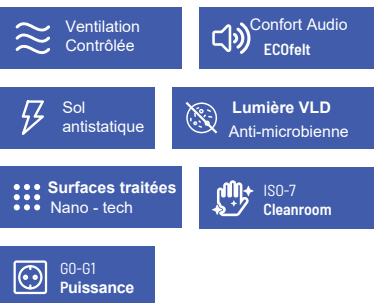 Ventilation
Contrôlée
Confort Audio
ECOfelt
Sol
antistatique
Lumière VLD
Anti-microbienne
Surfaces traitées
Nano - tech
ISO-7
Cleanroom
G0-G1
Puissance